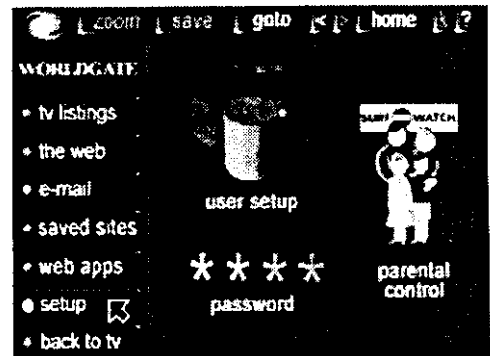 zoom save goto < > home ?
WORLDGATE
• tv listings
• the web
• e-mail
• saved sites
• web apps
• setup
• back to tv
user setup
SURF WATCH
* * * *
password
parental
control